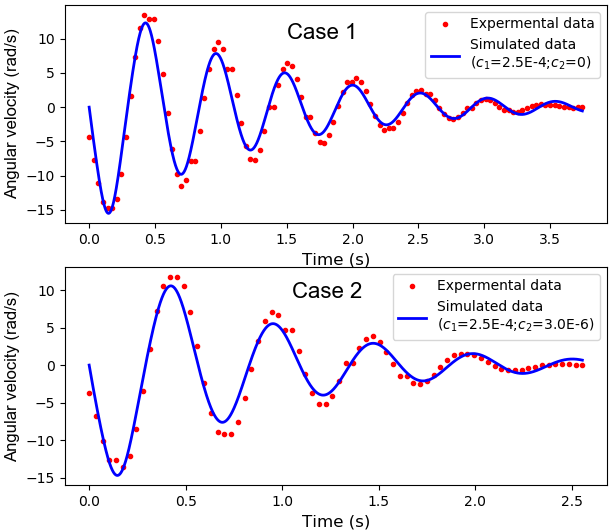 Case 1
Expermental data
Simulated data
(c₁=2.5E-4;c₂=0)
Angular velocity (rad/s)
10
5
0
−5
−10
−15
0.0 0.5 1.0 1.5 2.0 2.5 3.0 3.5
Time (s)
Case 2
Expermental data
Simulated data
(c₁=2.5E-4;c₂=3.0E-6)
Angular velocity (rad/s)
10
5
0
−5
−10
−15
0.0 0.5 1.0 1.5 2.0 2.5
Time (s)